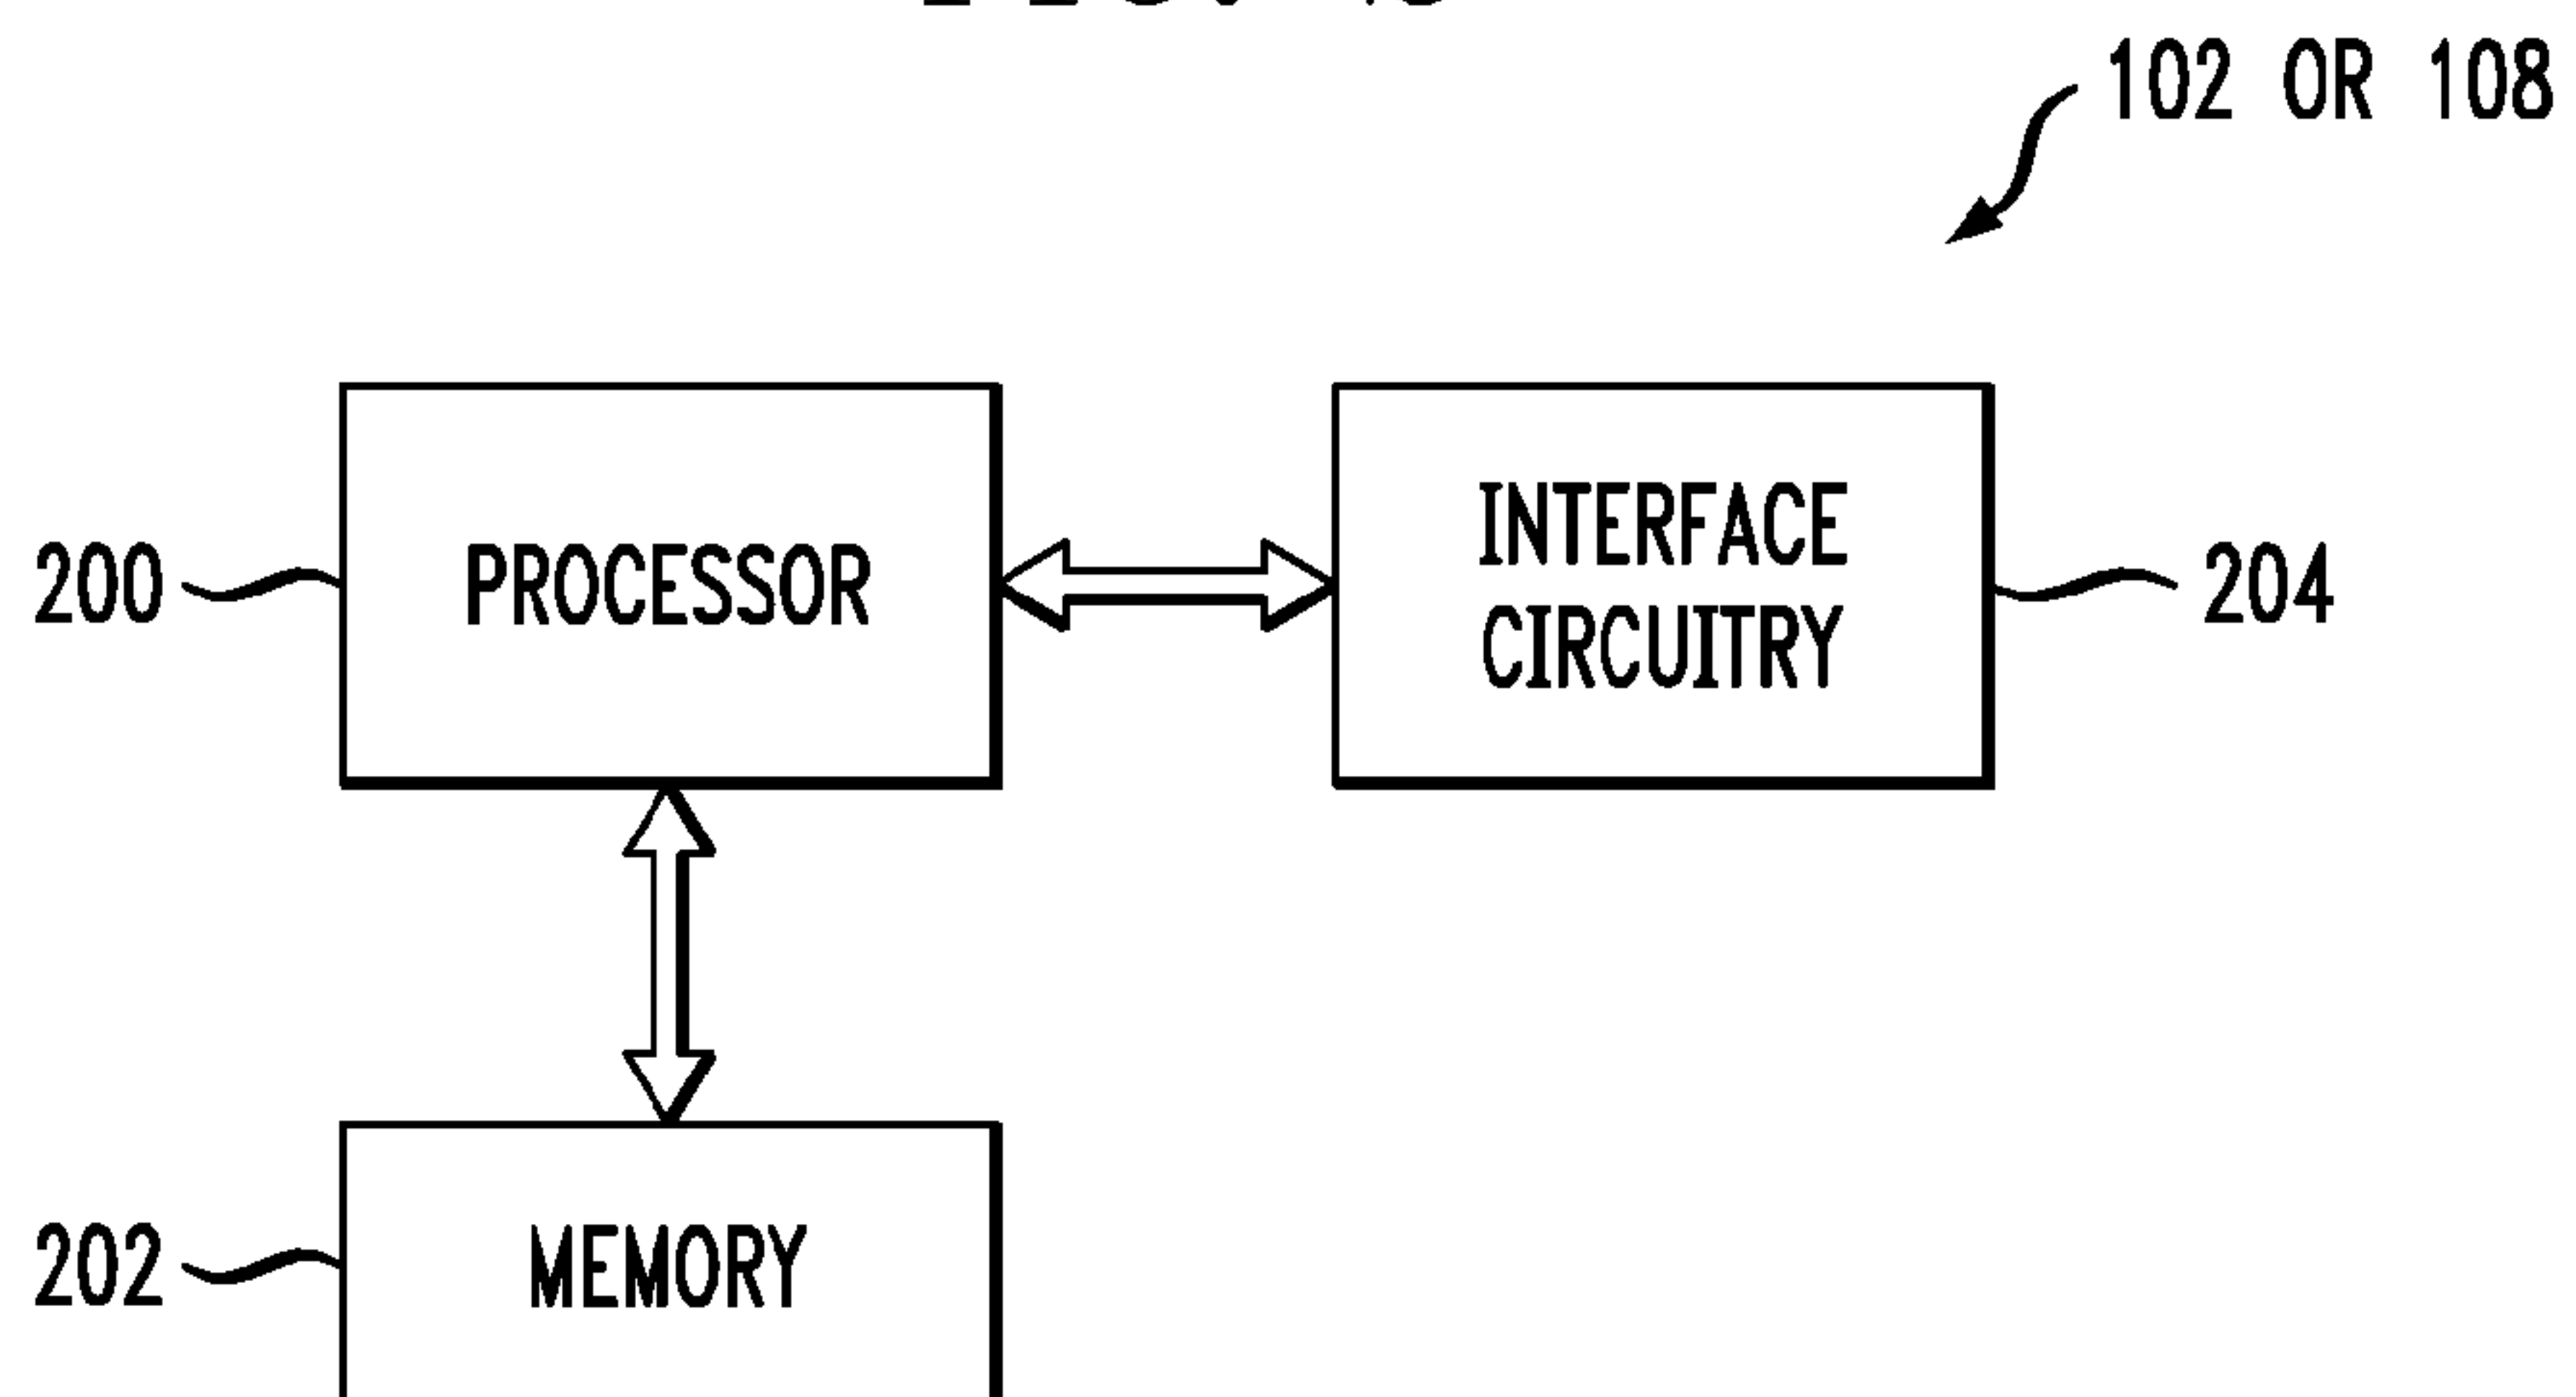 102 OR 108
200
PROCESSOR
INTERFACE
CIRCUITRY
204
202
MEMORY